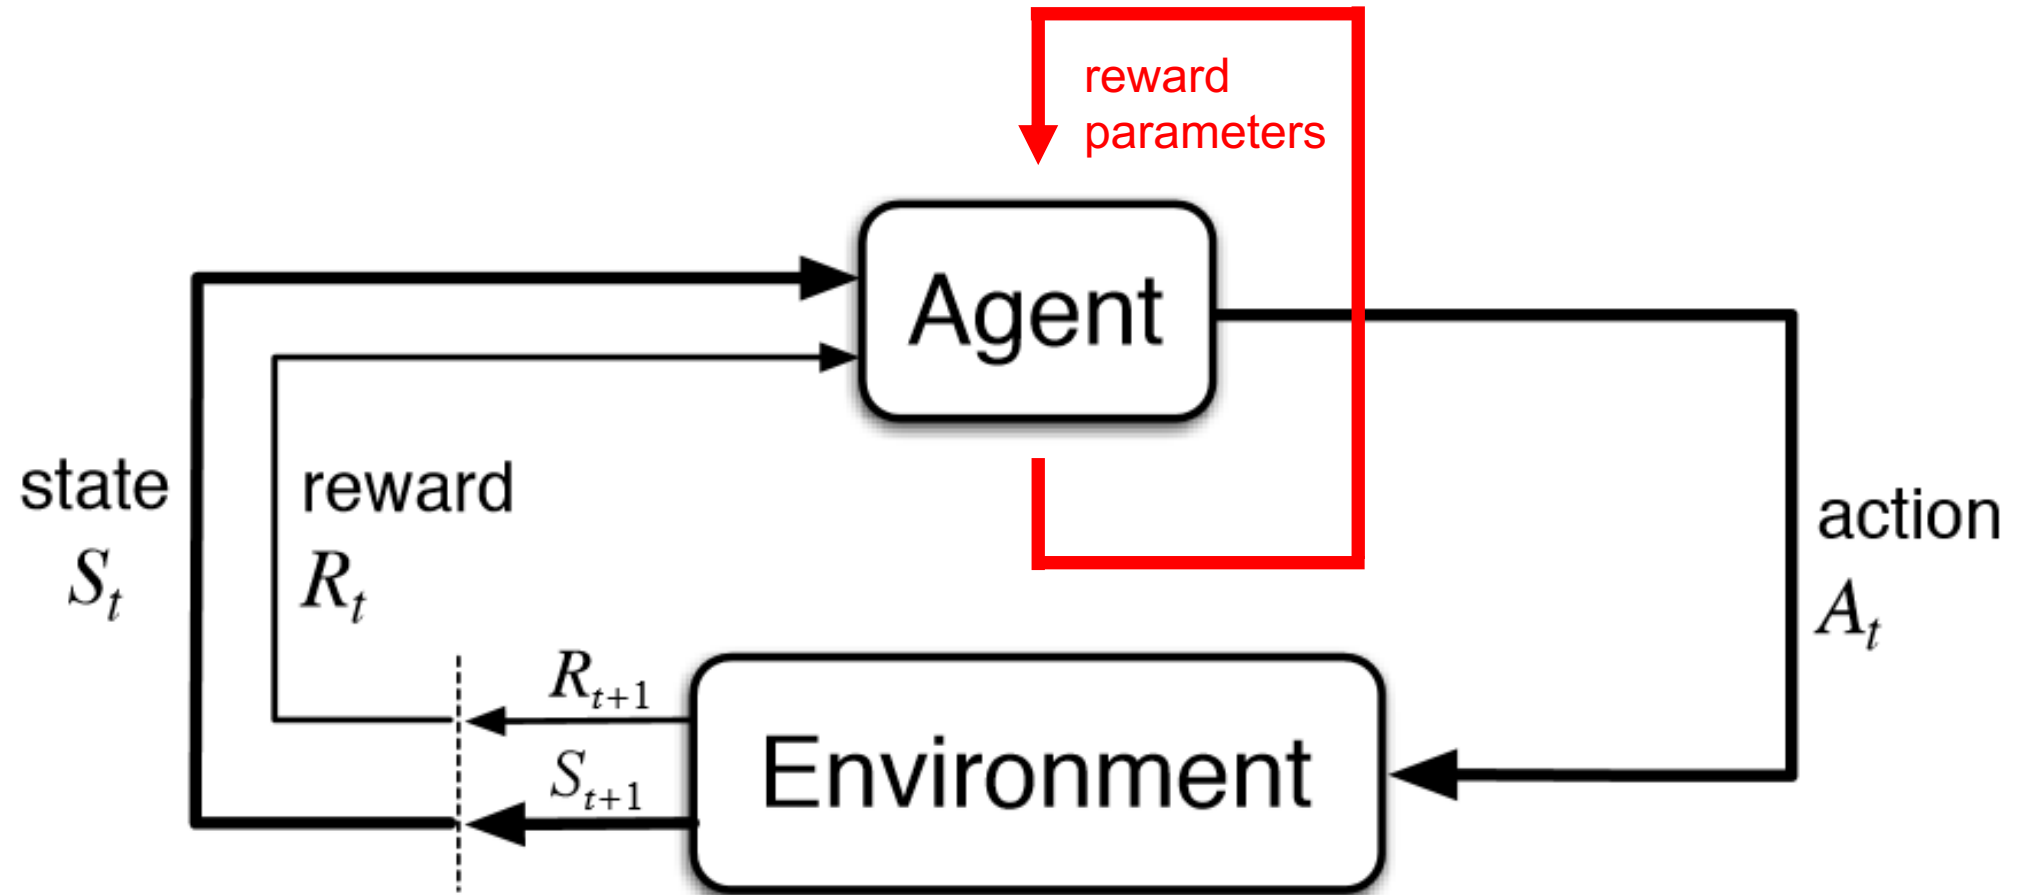 reward
parameters
Agent
state
S_t
reward
R_t
action
A_t
R_{t+1}
S_{t+1}
Environment